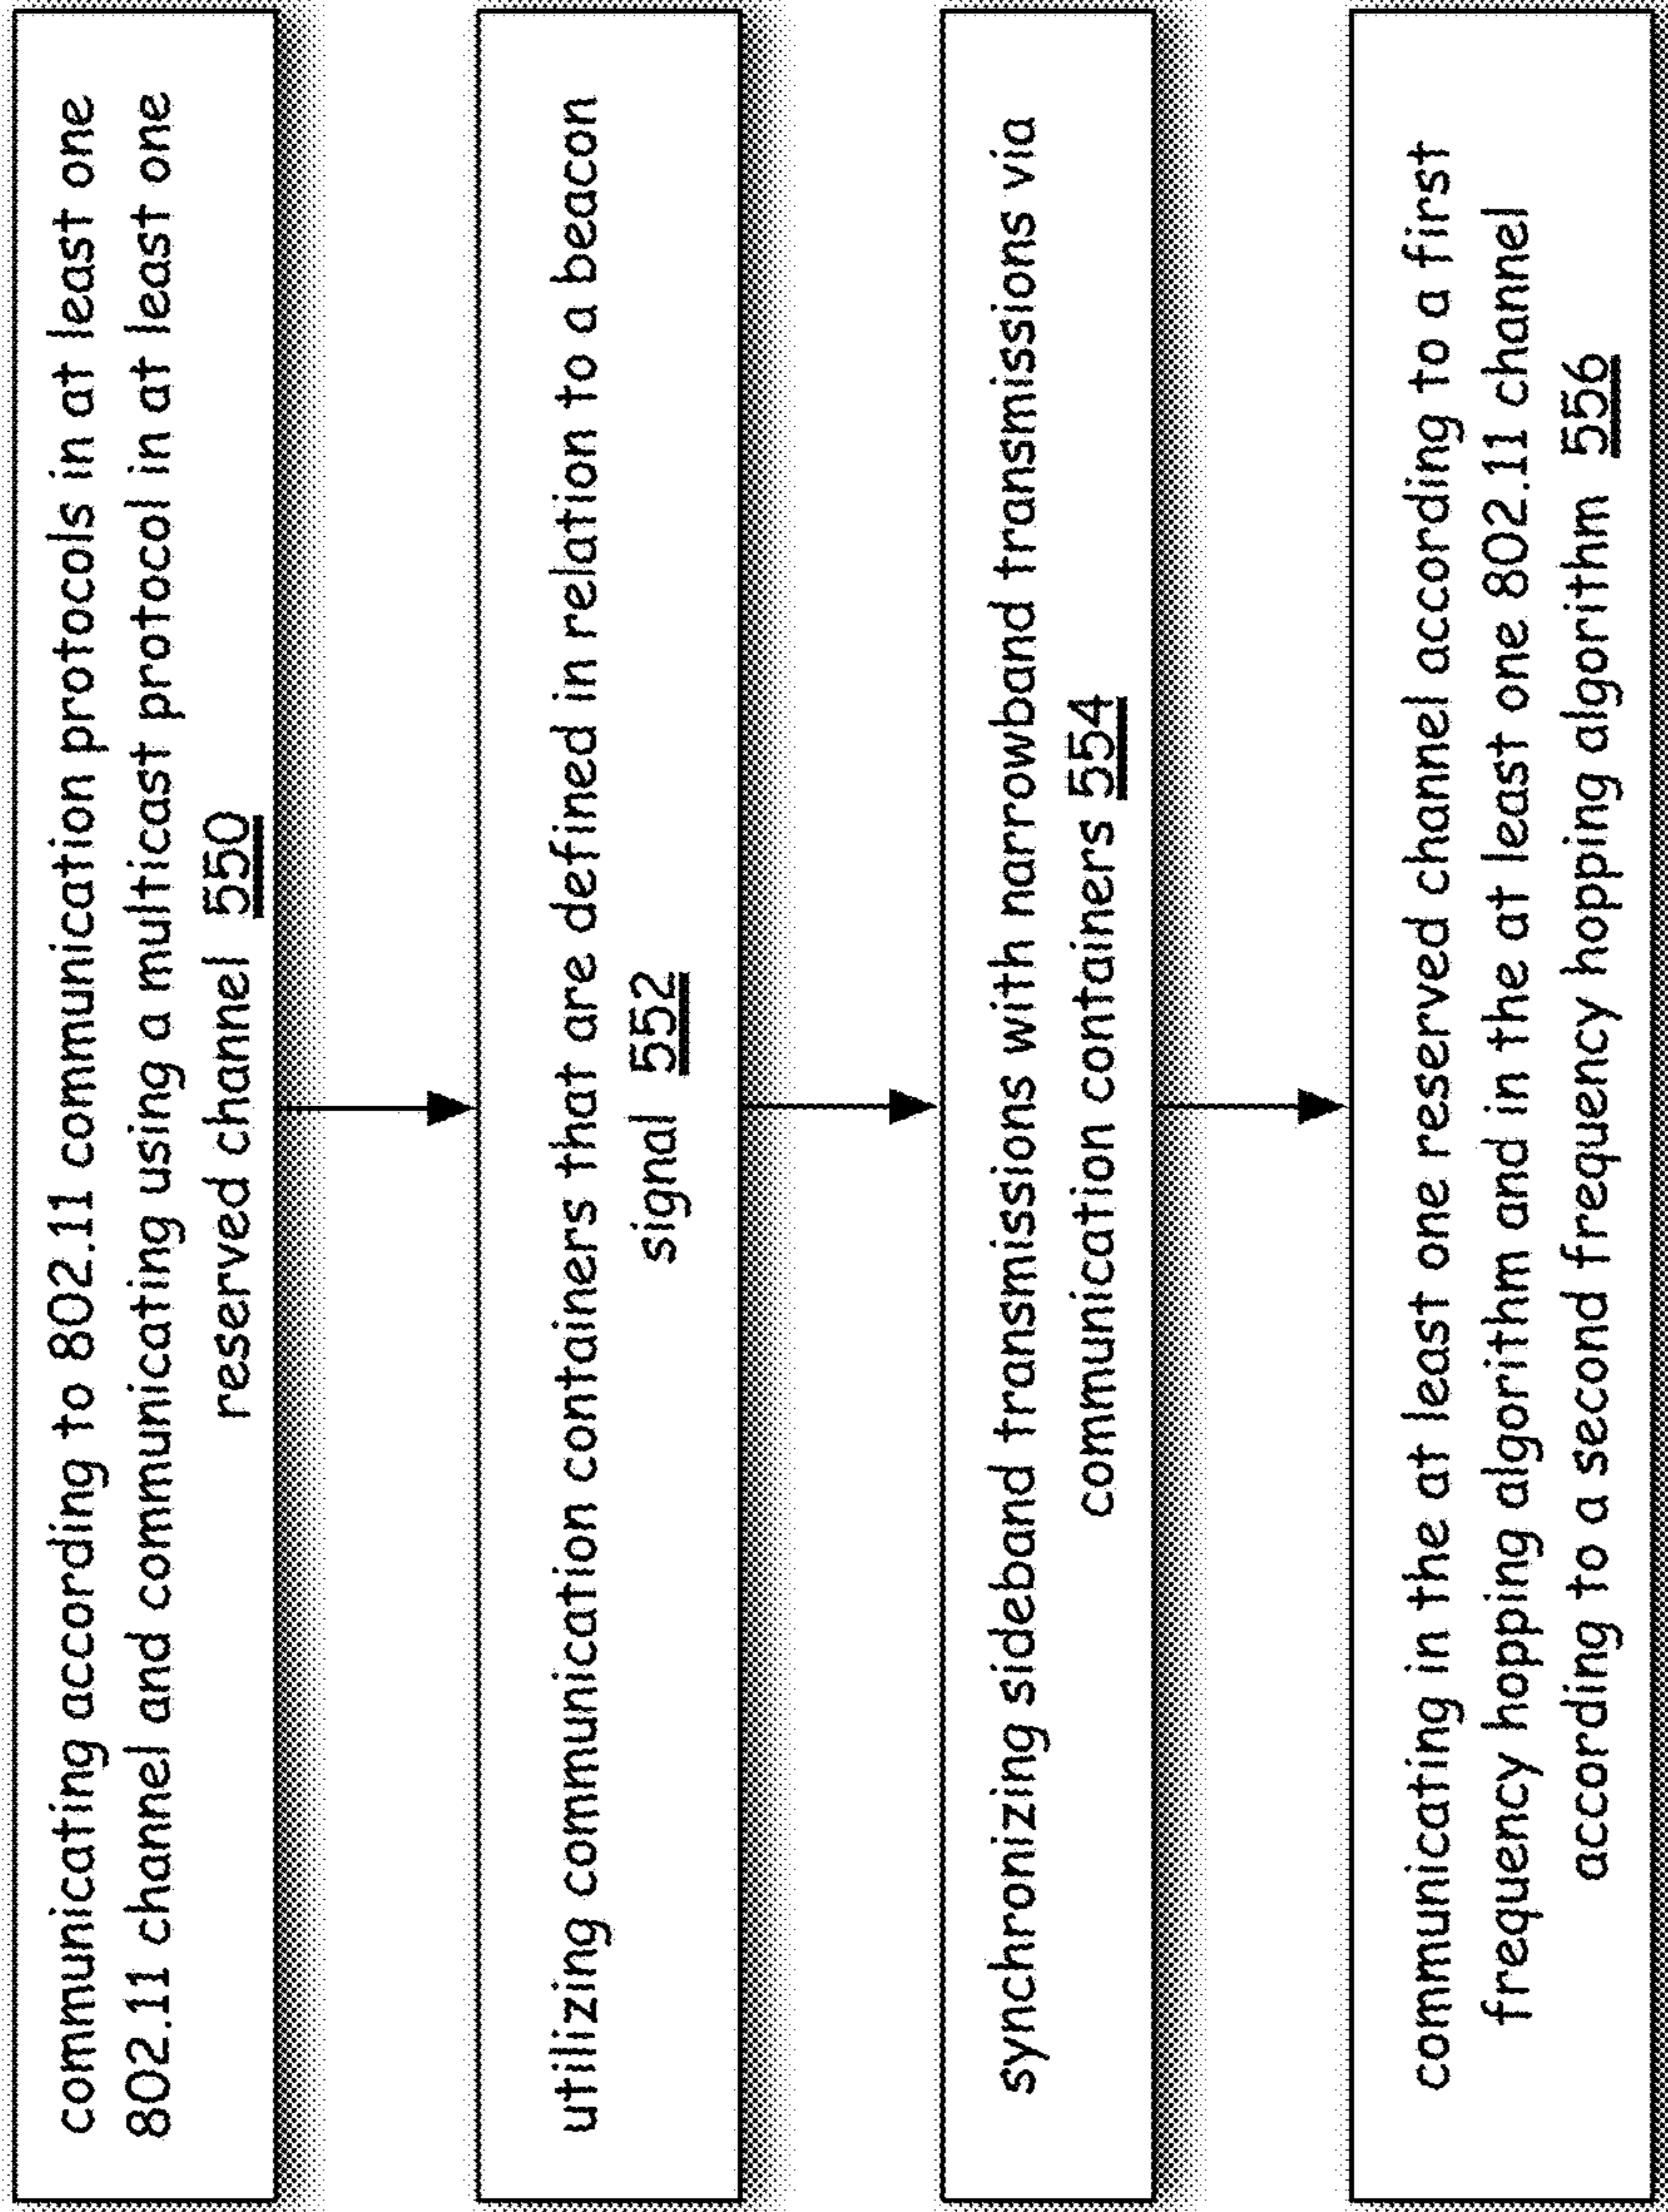 communicating according to 802.11 communication protocols in at least one
802.11 channel and communicating using a multicast protocol in at least one
reserved channel 550
utilizing communication containers that are defined in relation to a beacon
signal 552
synchronizing sideband transmissions with narrowband transmissions via
communication containers 554
communicating in the at least one reserved channel according to a first
frequency hopping algorithm and in the at least one 802.11 channel
according to a second frequency hopping algorithm 556